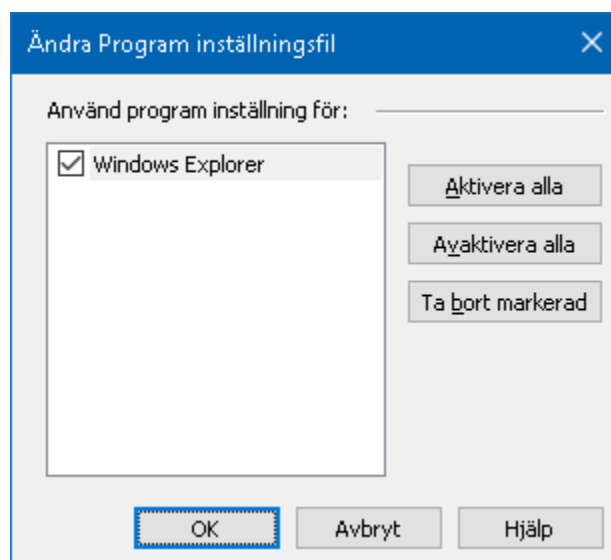 Ändra Program inställningsfil
Använd program inställning för:
Windows Explorer
Aktivera alla
Avaktivera alla
Ta bort markerad
OK
Avbryt
Hjälp